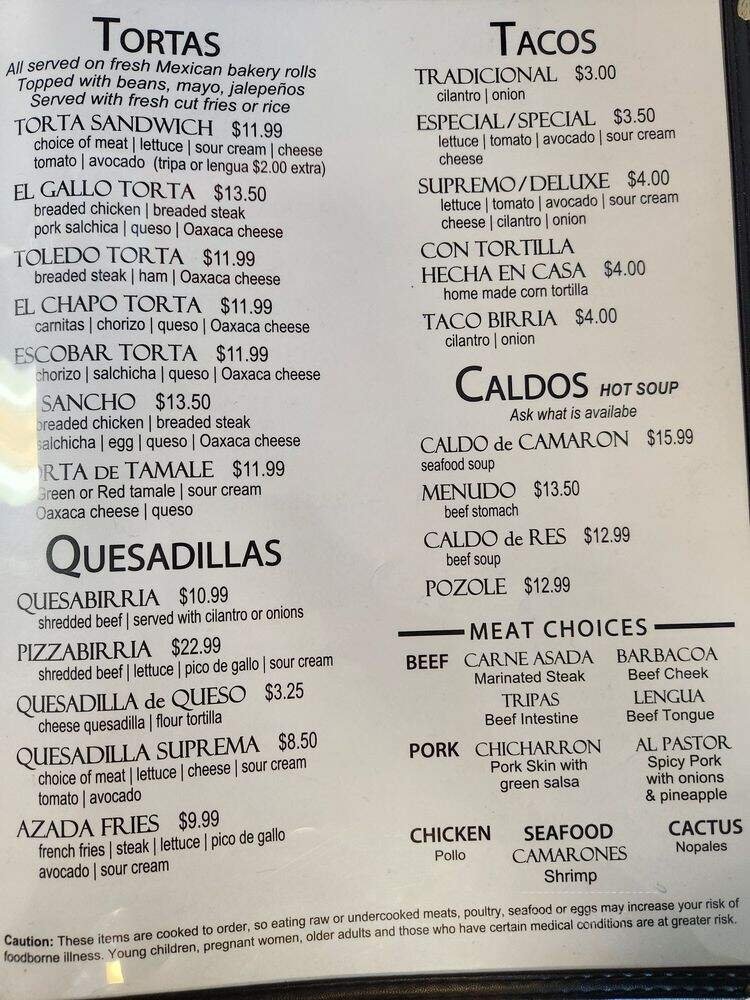 TORTAS
All served on fresh Mexican bakery rolls
Topped with beans, mayo, jalepeños
Served with fresh cut fries or rice
TORTA SANDWICH $11.99
choice of meat | lettuce | sour cream | cheese
tomato | avocado (tripa or lengua $2.00 extra)
EL GALLO TORTA $13.50
breaded chicken | breaded steak
pork salchica | queso | Oaxaca cheese
TOLEDO TORTA $11.99
breaded steak | ham | Oaxaca cheese
EL CHAPO TORTA $11.99
carnitas | chorizo | queso | Oaxaca cheese
ESCOBAR TORTA $11.99
chorizo | salchicha | queso | Oaxaca cheese
SANCHO $13.50
breaded chicken | breaded steak
salchicha | egg | queso | Oaxaca cheese
RTA DE TAMALE $11.99
Green or Red tamale | sour cream
Oaxaca cheese | queso
QUESADILLAS
QUESABIRRIA $10.99
shredded beef | served with cilantro or onions
PIZZABIRRIA $22.99
shredded beef | lettuce | pico de gallo | sour cream
QUESADILLA de QUESO $3.25
cheese quesadilla | flour tortilla
QUESADILLA SUPREMA $8.50
choice of meat | lettuce | cheese | sour cream
tomato | avocado
AZADA FRIES $9.99
french fries | steak | lettuce | pico de gallo
avocado | sour cream
TACOS
TRADICIONAL $3.00
cilantro | onion
ESPECIAL/SPECIAL $3.50
lettuce | tomato | avocado | sour cream
cheese
SUPREMO/DELUXE $4.00
lettuce | tomato | avocado | sour cream
cheese | cilantro | onion
CON TORTILLA
HECHA EN CASA $4.00
home made corn tortilla
TACO BIRRIA $4.00
cilantro | onion
CALDOS HOT SOUP
Ask what is availabe
CALDO de CAMARON $15.99
seafood soup
MENUDO $13.50
beef stomach
CALDO de RES $12.99
beef soup
POZOLE $12.99
MEAT CHOICES
BEEF CARNE ASADA BARBACOA
Marinated Steak Beef Cheek
TRIPAS LENGUA
Beef Intestine Beef Tongue
PORK CHICHARRON AL PASTOR
Pork Skin with Spicy Pork
green salsa with onions
& pineapple
CHICKEN SEAFOOD CACTUS
Pollo CAMARONES Nopales
Shrimp
Caution: These items are cooked to order, so eating raw or undercooked meats, poultry, seafood or eggs may increase your risk of
foodborne illness. Young children, pregnant women, older adults and those who have certain medical conditions are at greater risk.